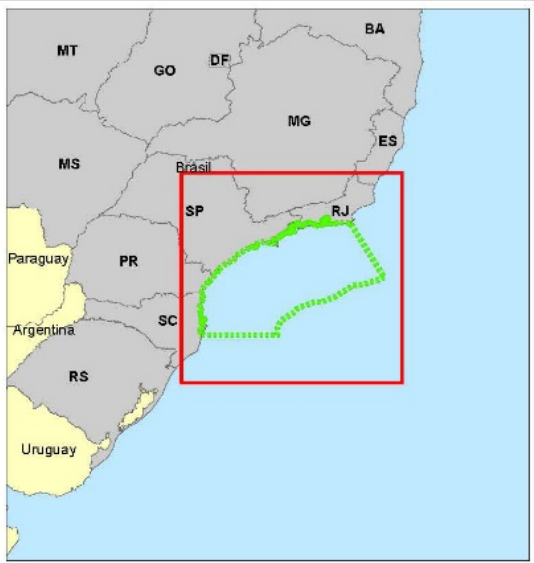 BA
MT
DF
GO
MG
ES
MS
Brasil
SP
RJ
Paraguay
PR
SC
Argentina
RS
Uruguay